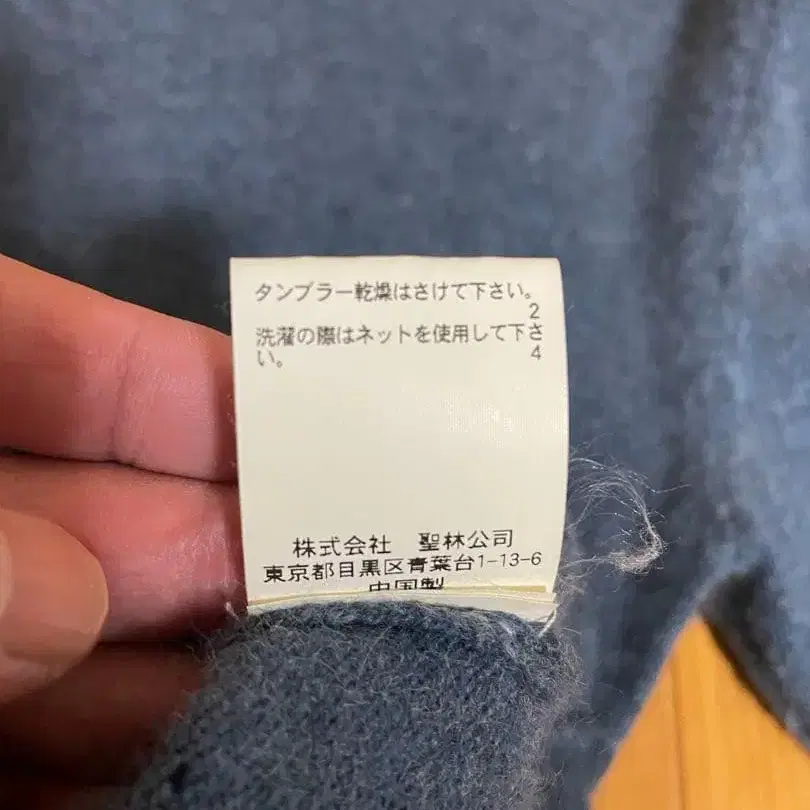 タンブラー乾燥はさけて下さい。
2
洗濯の際はネットを使用して下さ
い。 4
株式会社 聖林公司
東京都目黒区青葉台1-13-6
中国製